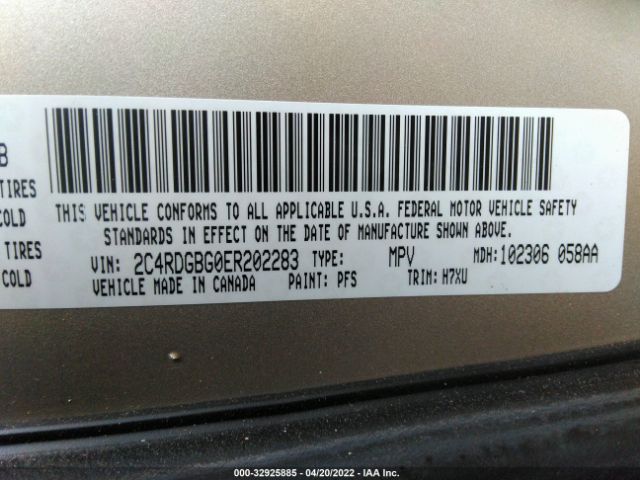 B
TIRES
COLD
TIRES
COLD
THIS VEHICLE CONFORMS TO ALL APPLICABLE U.S.A. FEDERAL MOTOR VEHICLE SAFETY
STANDARDS IN EFFECT ON THE DATE OF MANUFACTURE SHOWN ABOVE.
VIN: 2C4RDGBG0ER202283 TYPE: MPV MDH: 102306 058AA
VEHICLE MADE IN CANADA PAINT: PFS TRIM: H7XU
000-32925885 - 04/20/2022 - IAA Inc.